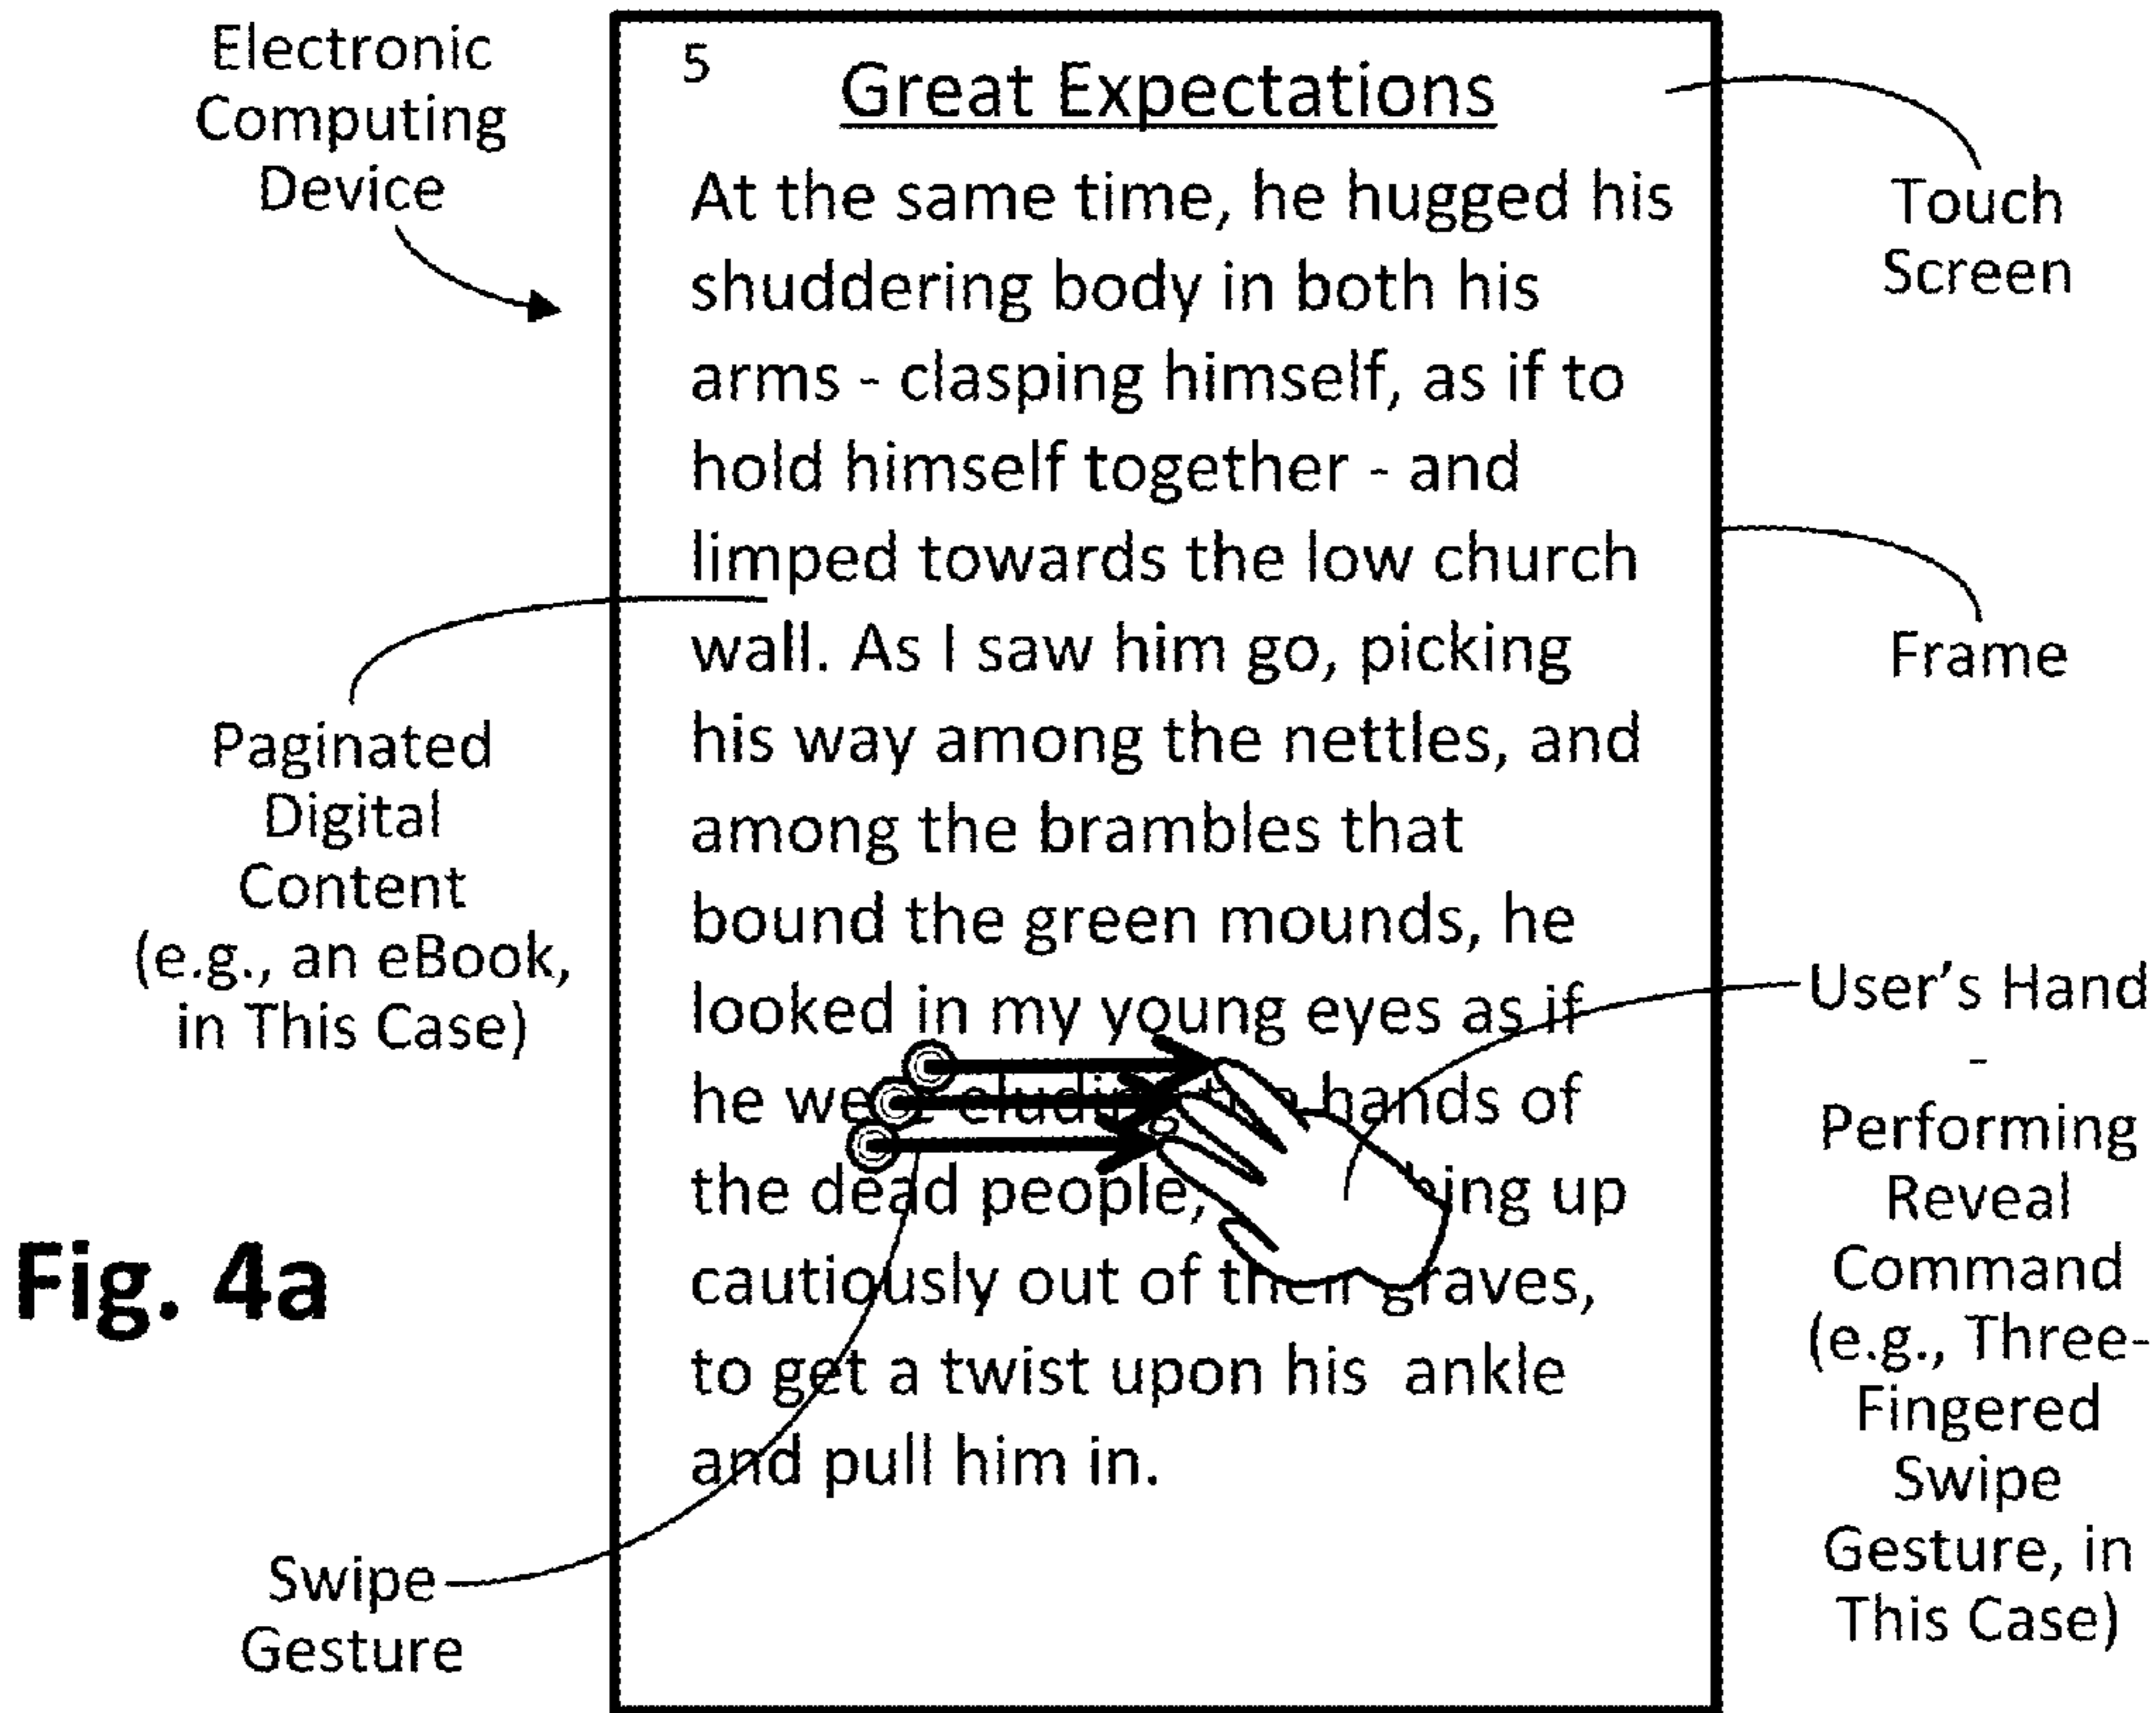 Electronic
Computing
Device
5
Great Expectations
At the same time, he hugged his
shuddering body in both his
arms - clasping himself, as if to
hold himself together - and
limped towards the low church
wall. As I saw him go, picking
his way among the nettles, and
among the brambles that
bound the green mounds, he
looked in my young eyes as if
he were eluding the hands of
the dead people, up
cautiously out of their graves,
to get a twist upon his  ankle
and pull him in.
Touch
Screen
Frame
Paginated
Digital
Content
(e.g., an eBook,
in This Case)
User's Hand
-
Performing
Reveal
Command
(e.g., Three-
Fingered
Swipe
Gesture, in
This Case)
Swipe
Gesture
Fig. 4a